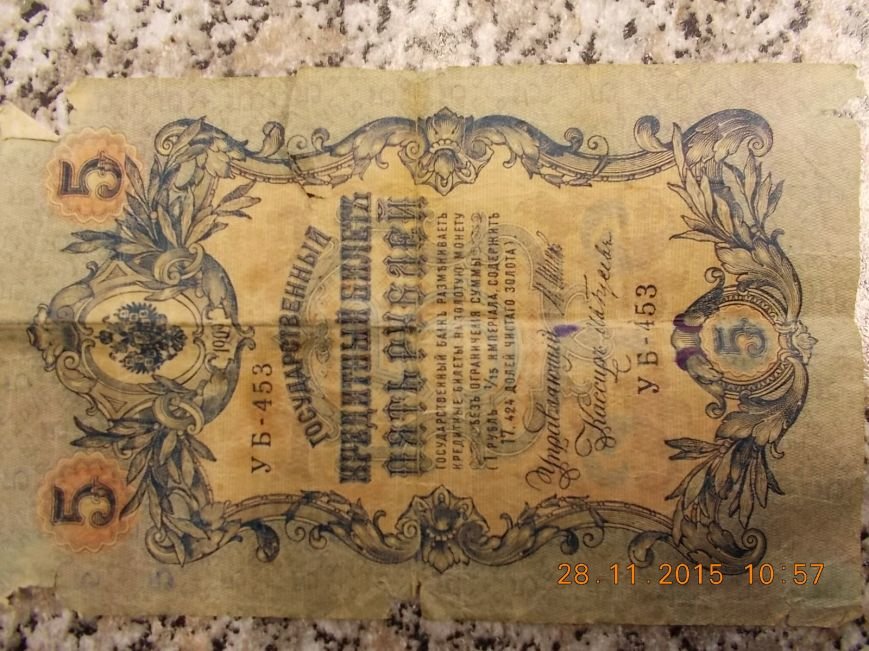 5 5
1909
УБ-453
ГОСУДАРСТВЕННЫЙ
КРЕДИТНЫЙ БИЛЕТЪ
ПЯТЬ РУБЛЕЙ
ГОСУДАРСТВЕННЫЙ БАНКЪ РАЗМѢНИВАЕТЪ
КРЕДИТНЫЕ БИЛЕТЫ НА ЗОЛОТУЮ МОНЕТУ
БЕЗЪ ОГРАНИЧЕНІЯ СУММЫ
(1 РУБЛЬ = 1/15 ИМПЕРІАЛА, СОДЕРЖИТЪ
17,424 ДОЛЕЙ ЧИСТАГО ЗОЛОТА)
Управляющій
Кассиръ
УБ-453
5
28.11.2015 10:57